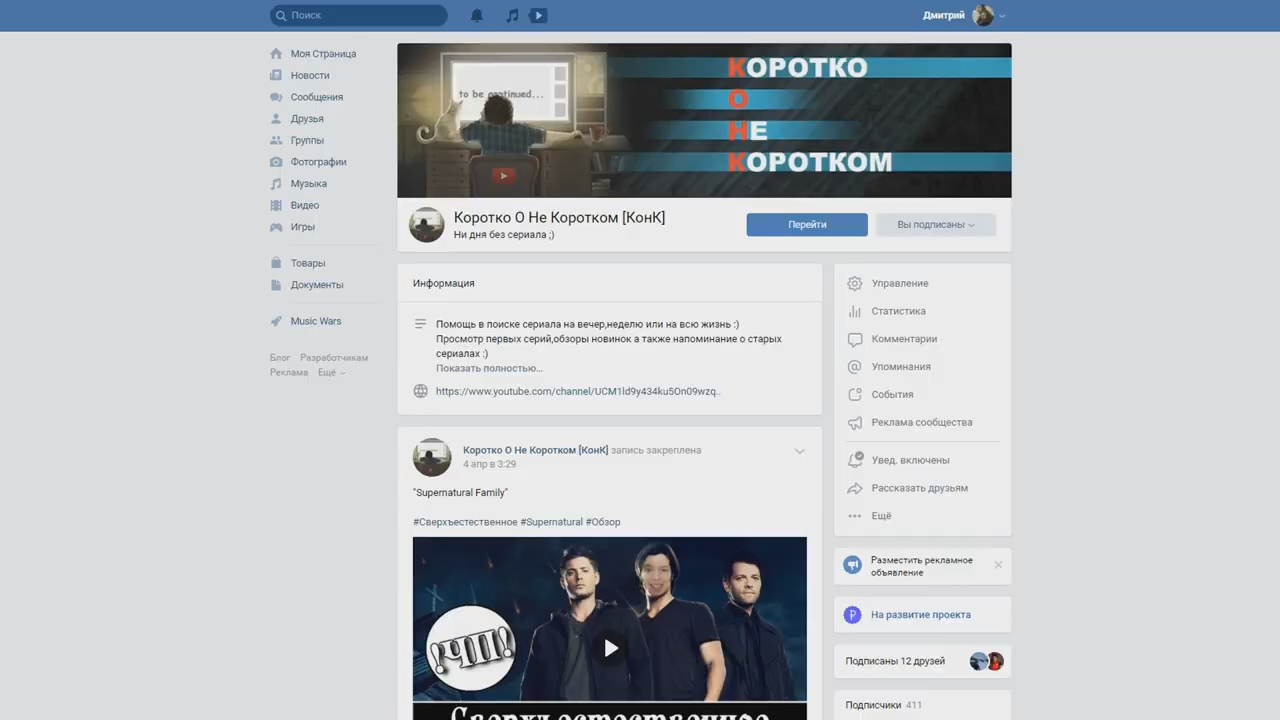 Поиск
Дмитрий
Моя Страница
Новости
Сообщения
Друзья
Группы
Фотографии
Музыка
Видео
Игры
Товары
Документы
Music Wars
Блог Разработчикам
Реклама Ещё
to be continued...
КОРОТКО
О
НЕ
КОРОТКОМ
Коротко О Не Коротком [КонК]
Ни дня без сериала ;)
Перейти
Вы подписаны
Информация
Помощь в поиске сериала на вечер,неделю или на всю жизнь :)
Просмотр первых серий,обзоры новинок а также напоминание о старых
сериалах :)
Показать полностью...
https://www.youtube.com/channel/UCM1ld9y434ku5On09wzq..
Коротко О Не Коротком [КонК] запись закреплена
4 апр в 3:29
"Supernatural Family"
#Сверхъестественное #Supernatural #Обзор
!ЧП!
Сверхъестественное
Управление
Статистика
Комментарии
Упоминания
События
Реклама сообщества
Увед. включены
Рассказать друзьям
Ещё
Разместить рекламное
объявление
На развитие проекта
Подписаны 12 друзей
Подписчики 411